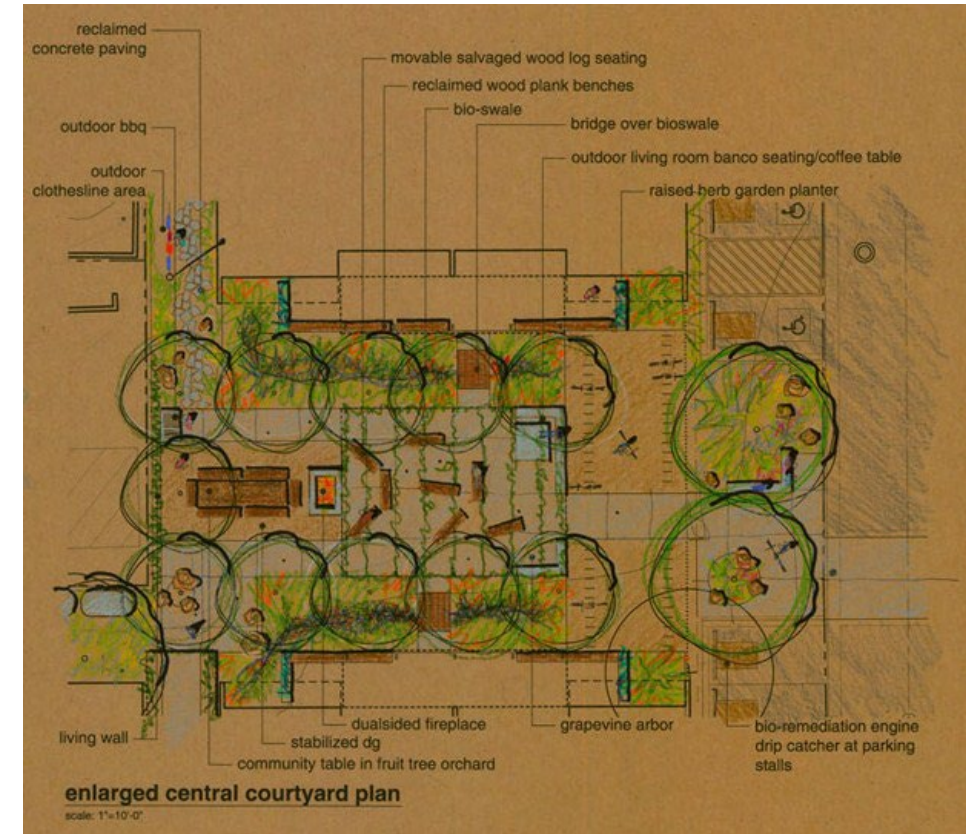 reclaimed
concrete paving
movable salvaged wood log seating
reclaimed wood plank benches
bio-swale
outdoor bbq
bridge over bioswale
outdoor living room banco seating/coffee table
outdoor
clothesline area
raised herb garden planter
living wall
dualsided fireplace
grapevine arbor
bio-remediation engine
drip catcher at parking
stalls
stabilized dg
community table in fruit tree orchard
enlarged central courtyard plan
scale: 1"=10'-0"